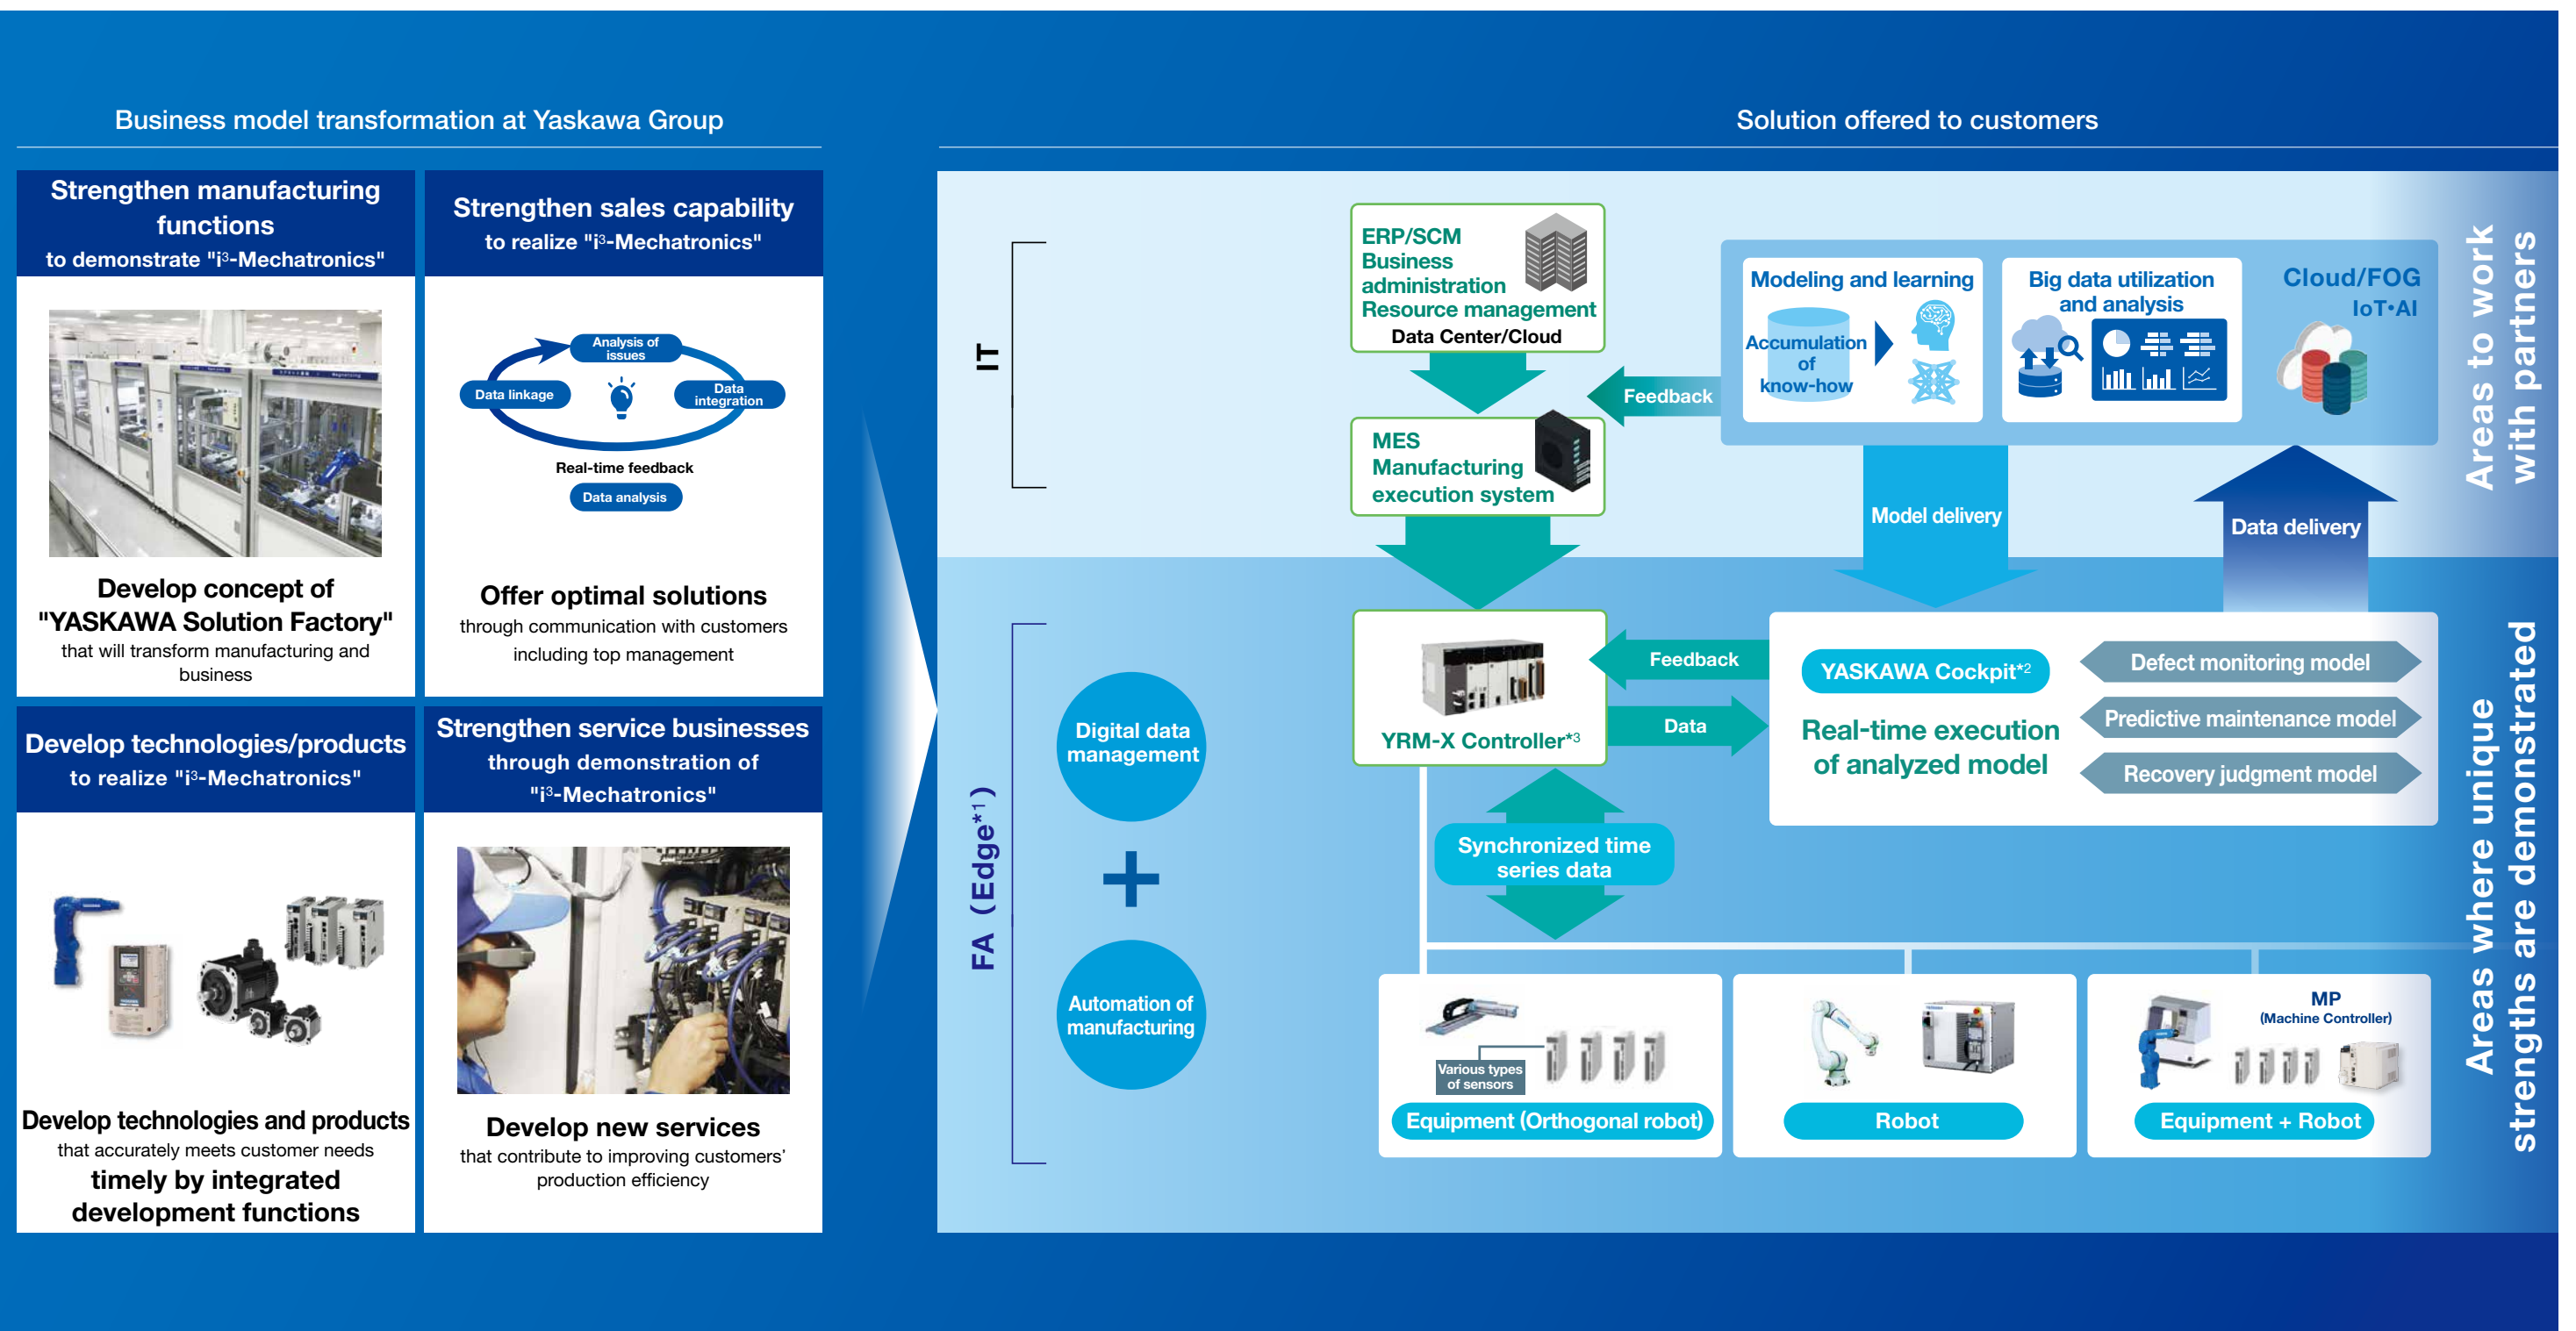 Business model transformation at Yaskawa Group
Strengthen manufacturing
functions
to demonstrate "i³-Mechatronics"
Develop concept of
"YASKAWA Solution Factory"
that will transform manufacturing and
business
Strengthen sales capability
to realize "i³-Mechatronics"
Analysis of
issues
Data linkage
Data
integration
Real-time feedback
Data analysis
Offer optimal solutions
through communication with customers
including top management
Develop technologies/products
to realize "i³-Mechatronics"
Develop technologies and products
that accurately meets customer needs
timely by integrated
development functions
Strengthen service businesses
through demonstration of
"i³-Mechatronics"
Develop new services
that contribute to improving customers'
production efficiency
Solution offered to customers
IT
ERP/SCM
Business
administration
Resource management
Data Center/Cloud
MES
Manufacturing
execution system
Feedback
Modeling and learning
Accumulation
of
know-how
Big data utilization
and analysis
Cloud/FOG
IoT•AI
Model delivery
Data delivery
Areas to work
with partners
FA (Edge*1)
Digital data
management
+
Automation of
manufacturing
YRM-X Controller*3
Feedback
Data
YASKAWA Cockpit*2
Real-time execution
of analyzed model
Defect monitoring model
Predictive maintenance model
Recovery judgment model
Synchronized time
series data
Various types
of sensors
Equipment (Orthogonal robot)
Robot
MP
(Machine Controller)
Equipment + Robot
Areas where unique
strengths are demonstrated